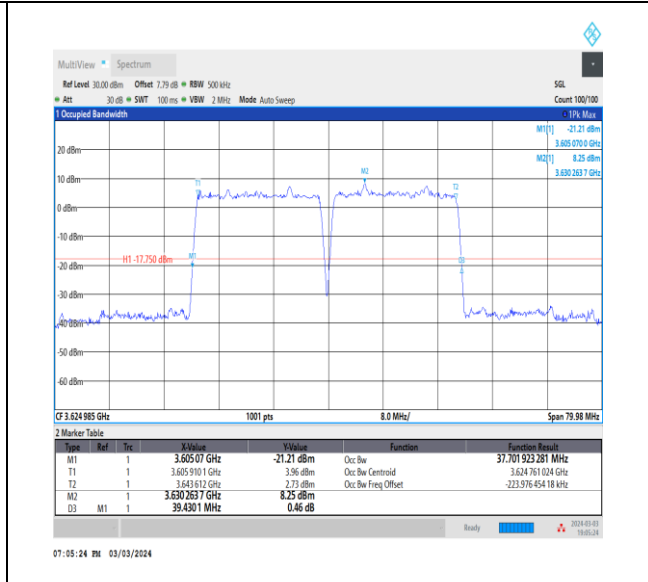 MultiView Spectrum
Ref Level 30.00 dBm Offset 7.79 dB RBW 500 kHz SGL
Att 30 dB SWT 100 ms VBW 2 MHz Mode Auto Sweep Count 100/100
1 Occupied Bandwidth 1Pk Max
M1[1] -21.21 dBm
3.605 070 0 GHz
20 dBm
M2[1] 8.25 dBm
3.630 263 7 GHz
M2
10 dBm
T1 T2
0 dBm
-10 dBm
H1 -17.750 dBm M1
-20 dBm
-30 dBm
-40 dBm
-50 dBm
-60 dBm
CF 3.624 985 GHz 1001 pts 8.0 MHz/ Span 79.98 MHz
2 Marker Table
Type Ref Trc X-Value Y-Value Function Function Result
M1 1 3.605 07 GHz -21.21 dBm Occ Bw 37.701 923 281 MHz
T1 1 3.605 910 1 GHz 3.96 dBm Occ Bw Centroid 3.624 761 024 GHz
T2 1 3.643 612 GHz 2.73 dBm Occ Bw Freq Offset -223.976 454 18 kHz
M2 1 3.630 263 7 GHz 8.25 dBm
D3 M1 1 39.430 1 MHz 0.46 dB
Ready 2024-03-03
19:05:24
07:05:24 PM 03/03/2024